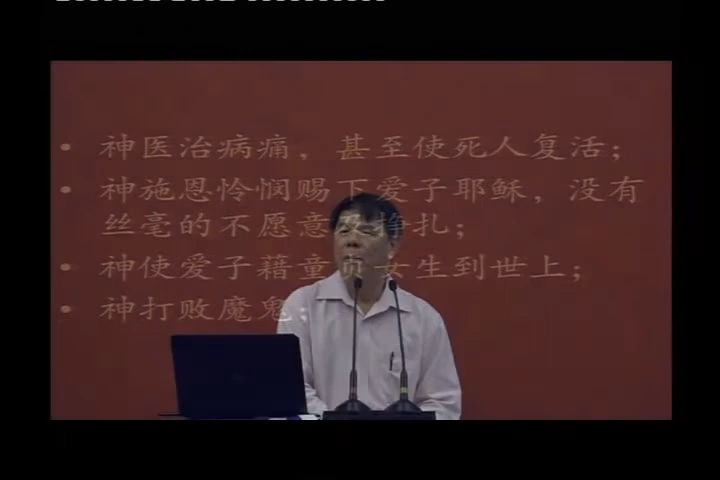 • 神医治病痛，甚至使死人复活；
• 神施恩怜悯赐下爱子耶稣，没有
丝毫的不愿意及挣扎；
• 神使爱子藉童贞女生到世上；
• 神打败魔鬼；